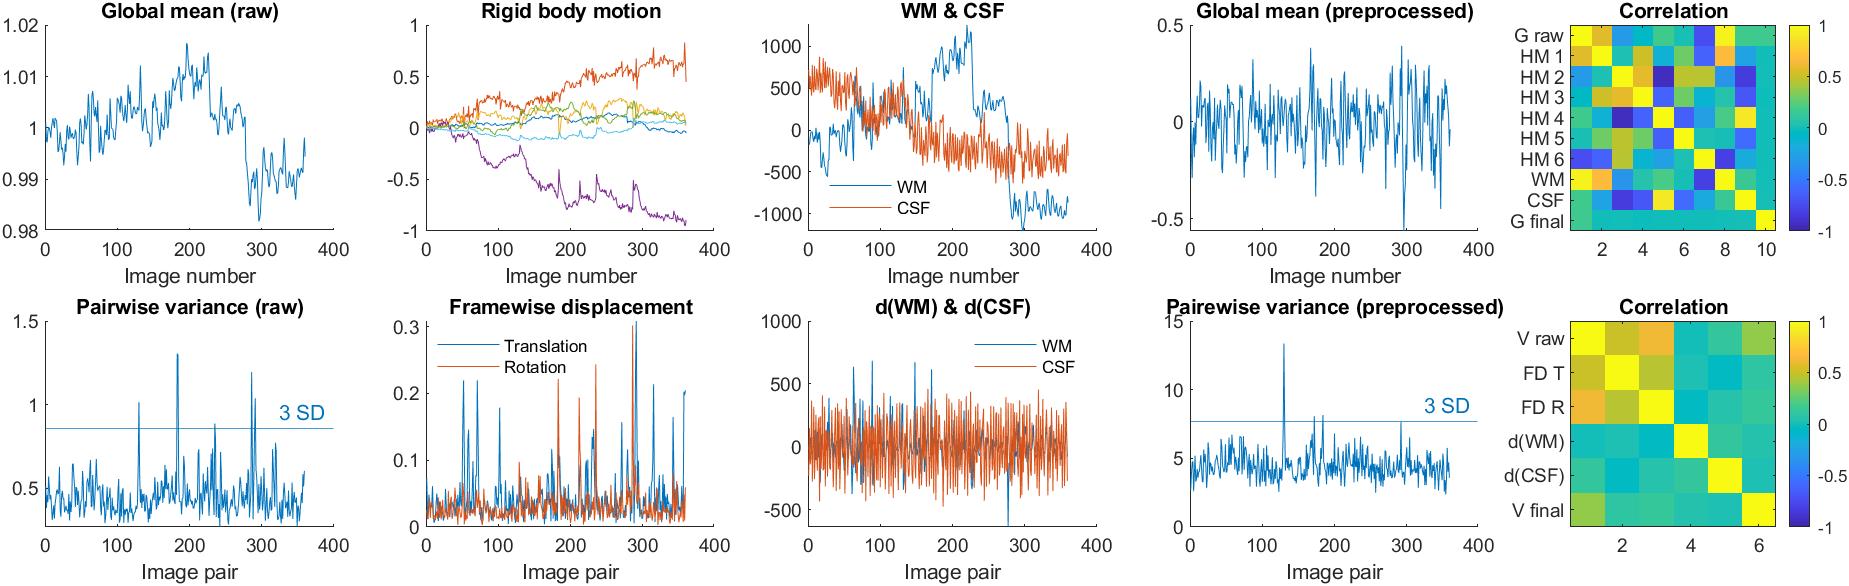 Global mean (raw)
1.02
1.01
1
0.99
0.98
0 100 200 300 400
Image number
Rigid body motion
1
0.5
0
-0.5
-1
0 100 200 300 400
Image number
WM & CSF
1000
500
0
-500
-1000
WM
CSF
0 100 200 300 400
Image number
Global mean (preprocessed)
0.5
0
-0.5
0 100 200 300 400
Image number
Correlation
G raw
HM 1
HM 2
HM 3
HM 4
HM 5
HM 6
WM
CSF
G final
2 4 6 8 10
1
0.5
0
-0.5
-1
Pairwise variance (raw)
1.5
1
0.5
3 SD
0 100 200 300 400
Image pair
Framewise displacement
0.3
0.2
0.1
0
Translation
Rotation
0 100 200 300 400
Image pair
d(WM) & d(CSF)
1000
500
0
-500
WM
CSF
0 100 200 300 400
Image pair
Pairewise variance (preprocessed)
15
10
5
0
3 SD
0 100 200 300 400
Image pair
Correlation
V raw
FD T
FD R
d(WM)
d(CSF)
V final
2 4 6
1
0.5
0
-0.5
-1